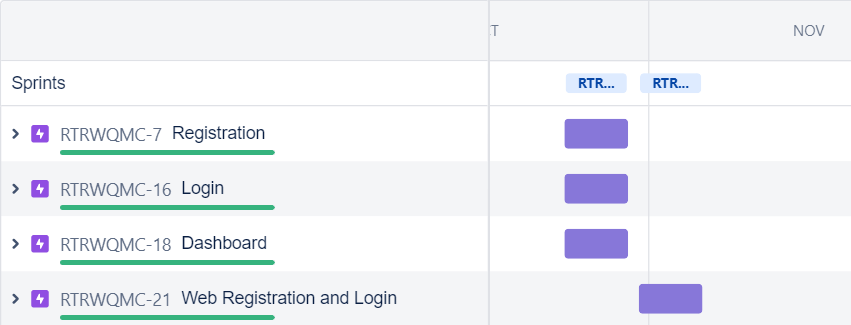 T NOV
Sprints RTR... RTR...
RTRWQMC-7 Registration
RTRWQMC-16 Login
RTRWQMC-18 Dashboard
RTRWQMC-21 Web Registration and Login